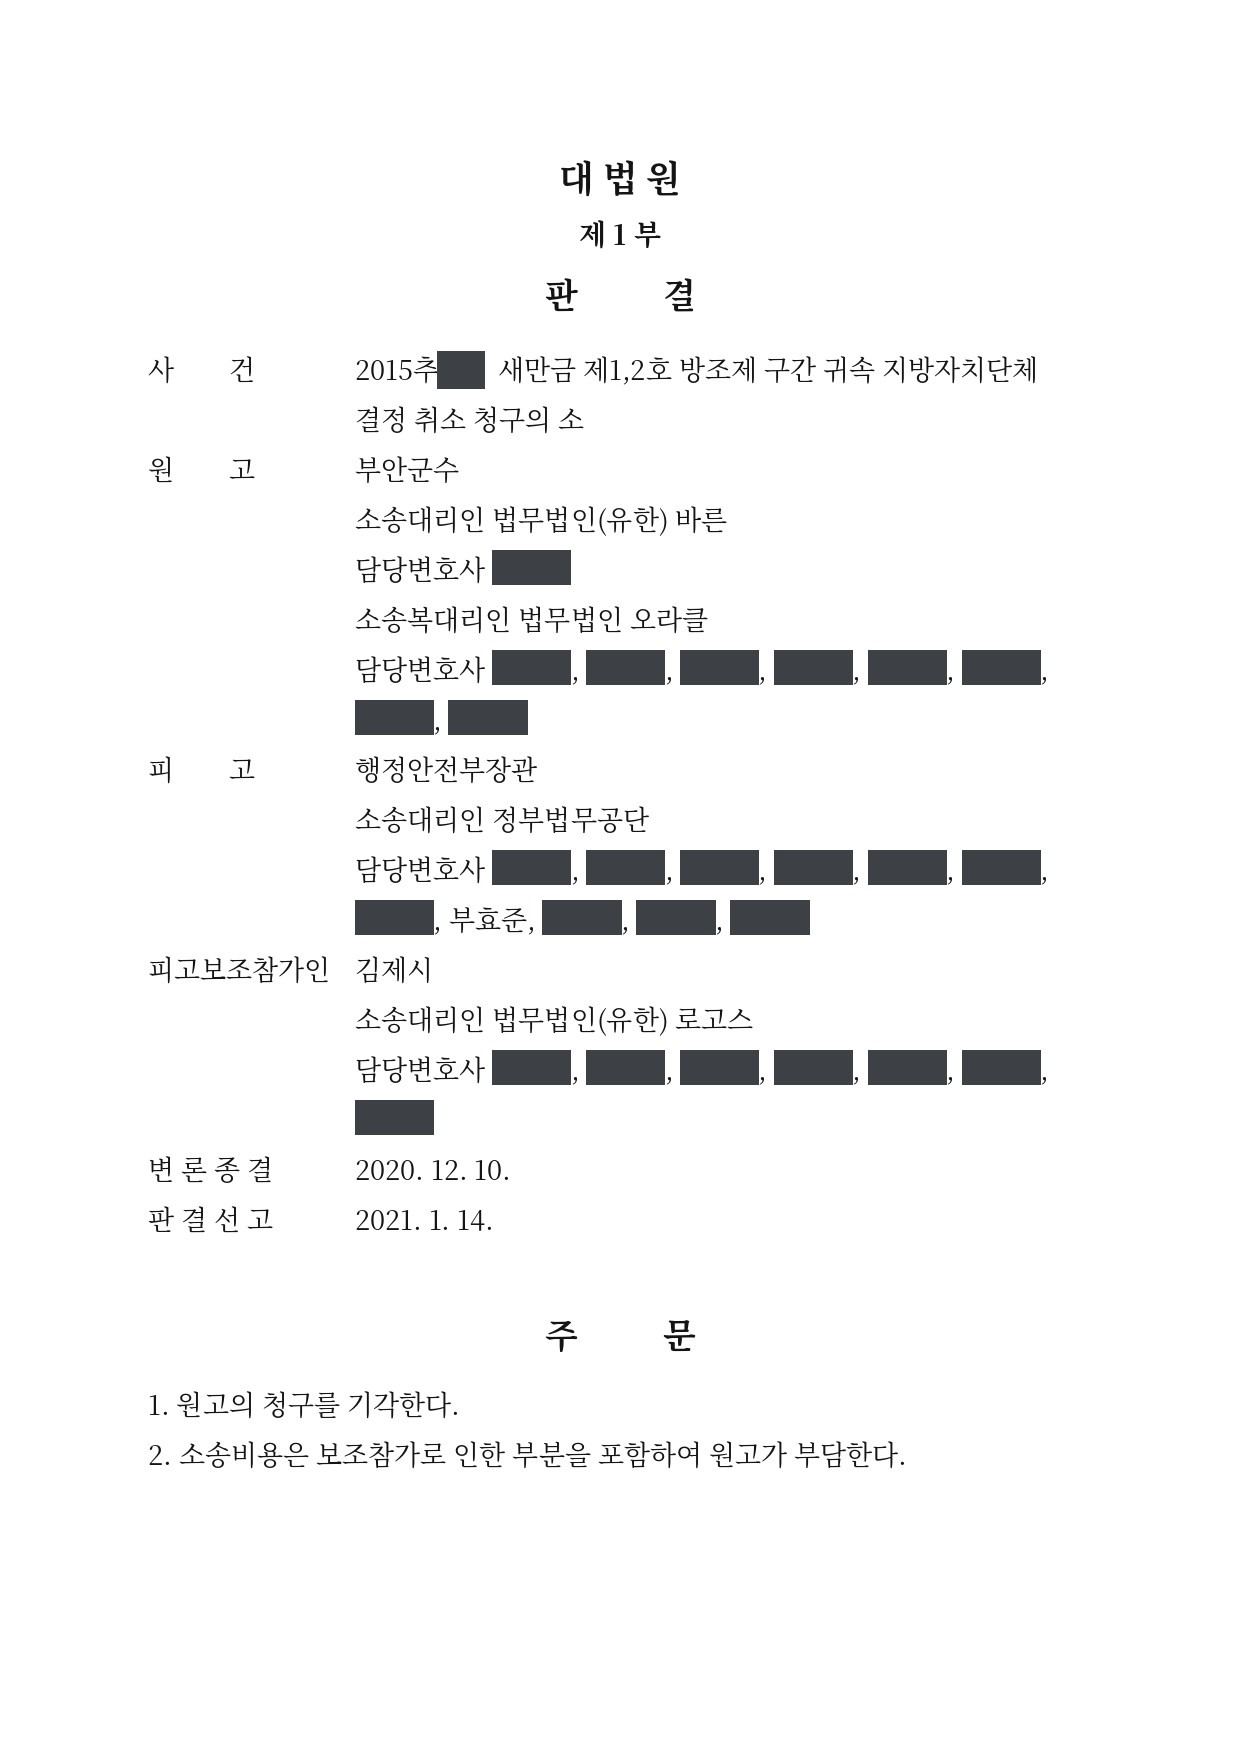 대 법 원
제 1 부
판 결
사 건 2015추 새만금 제1,2호 방조제 구간 귀속 지방자치단체
결정 취소 청구의 소
원 고 부안군수
소송대리인 법무법인(유한) 바른
담당변호사
소송복대리인 법무법인 오라클
담당변호사 , , , , , ,
,
피 고 행정안전부장관
소송대리인 정부법무공단
담당변호사 , , , , , ,
, 부효준, , ,
피고보조참가인 김제시
소송대리인 법무법인(유한) 로고스
담당변호사 , , , , , ,
변 론 종 결 2020. 12. 10.
판 결 선 고 2021. 1. 14.
주 문
1. 원고의 청구를 기각한다.
2. 소송비용은 보조참가로 인한 부분을 포함하여 원고가 부담한다.